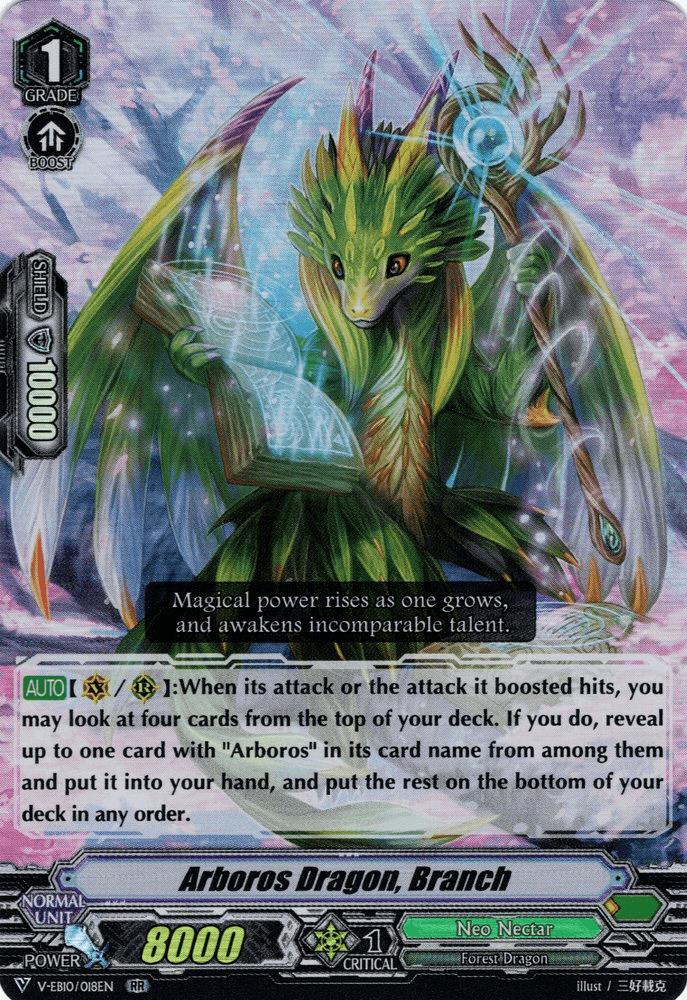 1
GRADE
BOOST
SHIELD
10000
Magical power rises as one grows,
and awakens incomparable talent.
AUTO【 V / R 】:When its attack or the attack it boosted hits, you
may look at four cards from the top of your deck. If you do, reveal
up to one card with "Arboros" in its card name from among them
and put it into your hand, and put the rest on the bottom of your
deck in any order.
Arboros Dragon, Branch
NORMAL
UNIT
POWER
8000
1
CRITICAL
Neo Nectar
Forest Dragon
V-EB10/018EN RR
illust / 三好載克